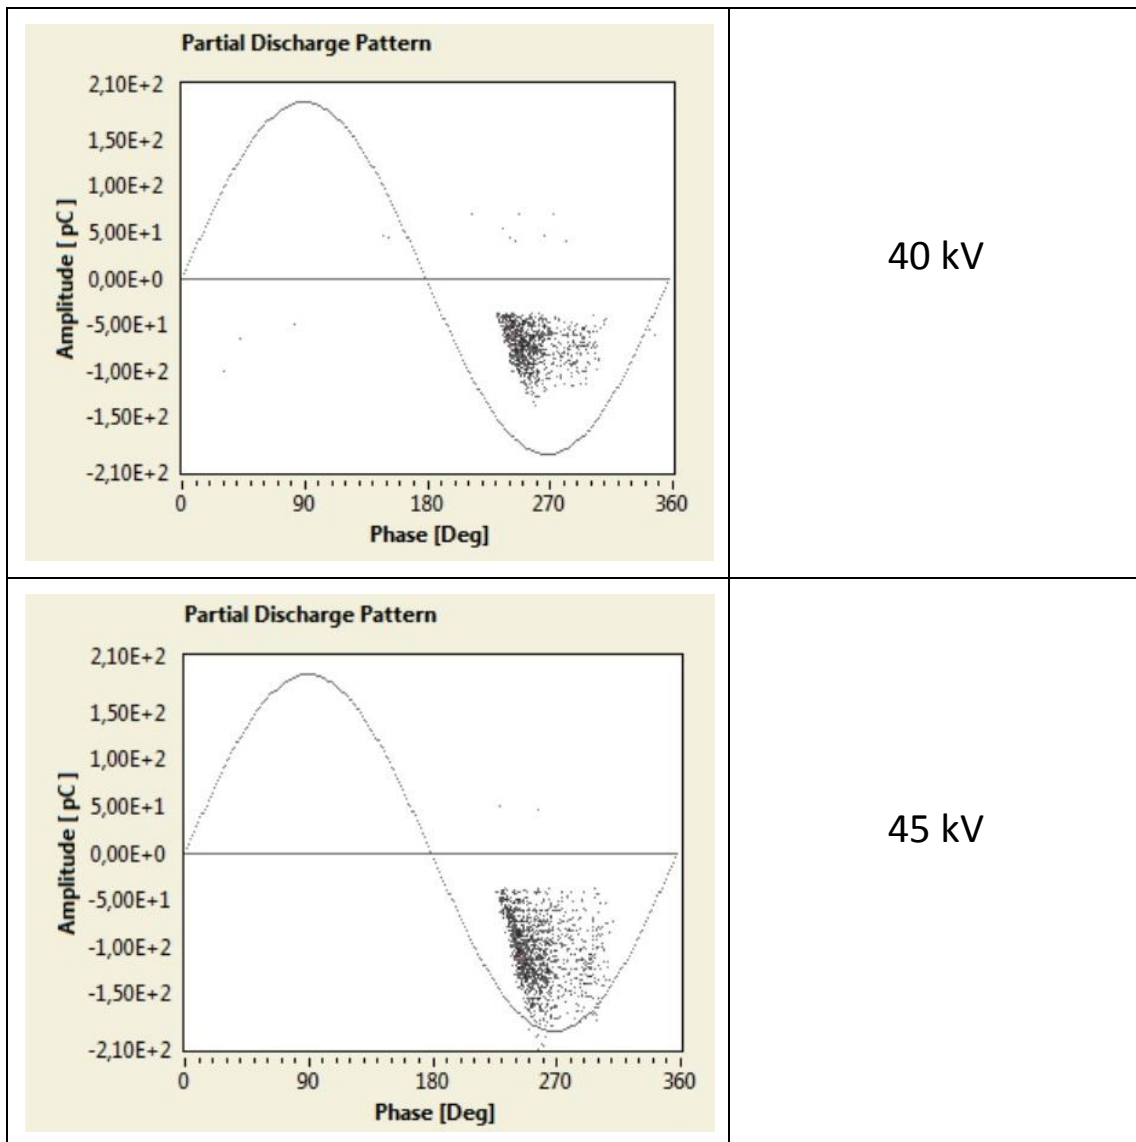 Partial Discharge Pattern
2,10E+2
1,50E+2
1,00E+2
5,00E+1
0,00E+0
-5,00E+1
-1,00E+2
-1,50E+2
-2,10E+2
Amplitude [ pC]
0 90 180 270 360
Phase [Deg]
40 kV
Partial Discharge Pattern
2,10E+2
1,50E+2
1,00E+2
5,00E+1
0,00E+0
-5,00E+1
-1,00E+2
-1,50E+2
-2,10E+2
Amplitude [ pC]
0 90 180 270 360
Phase [Deg]
45 kV